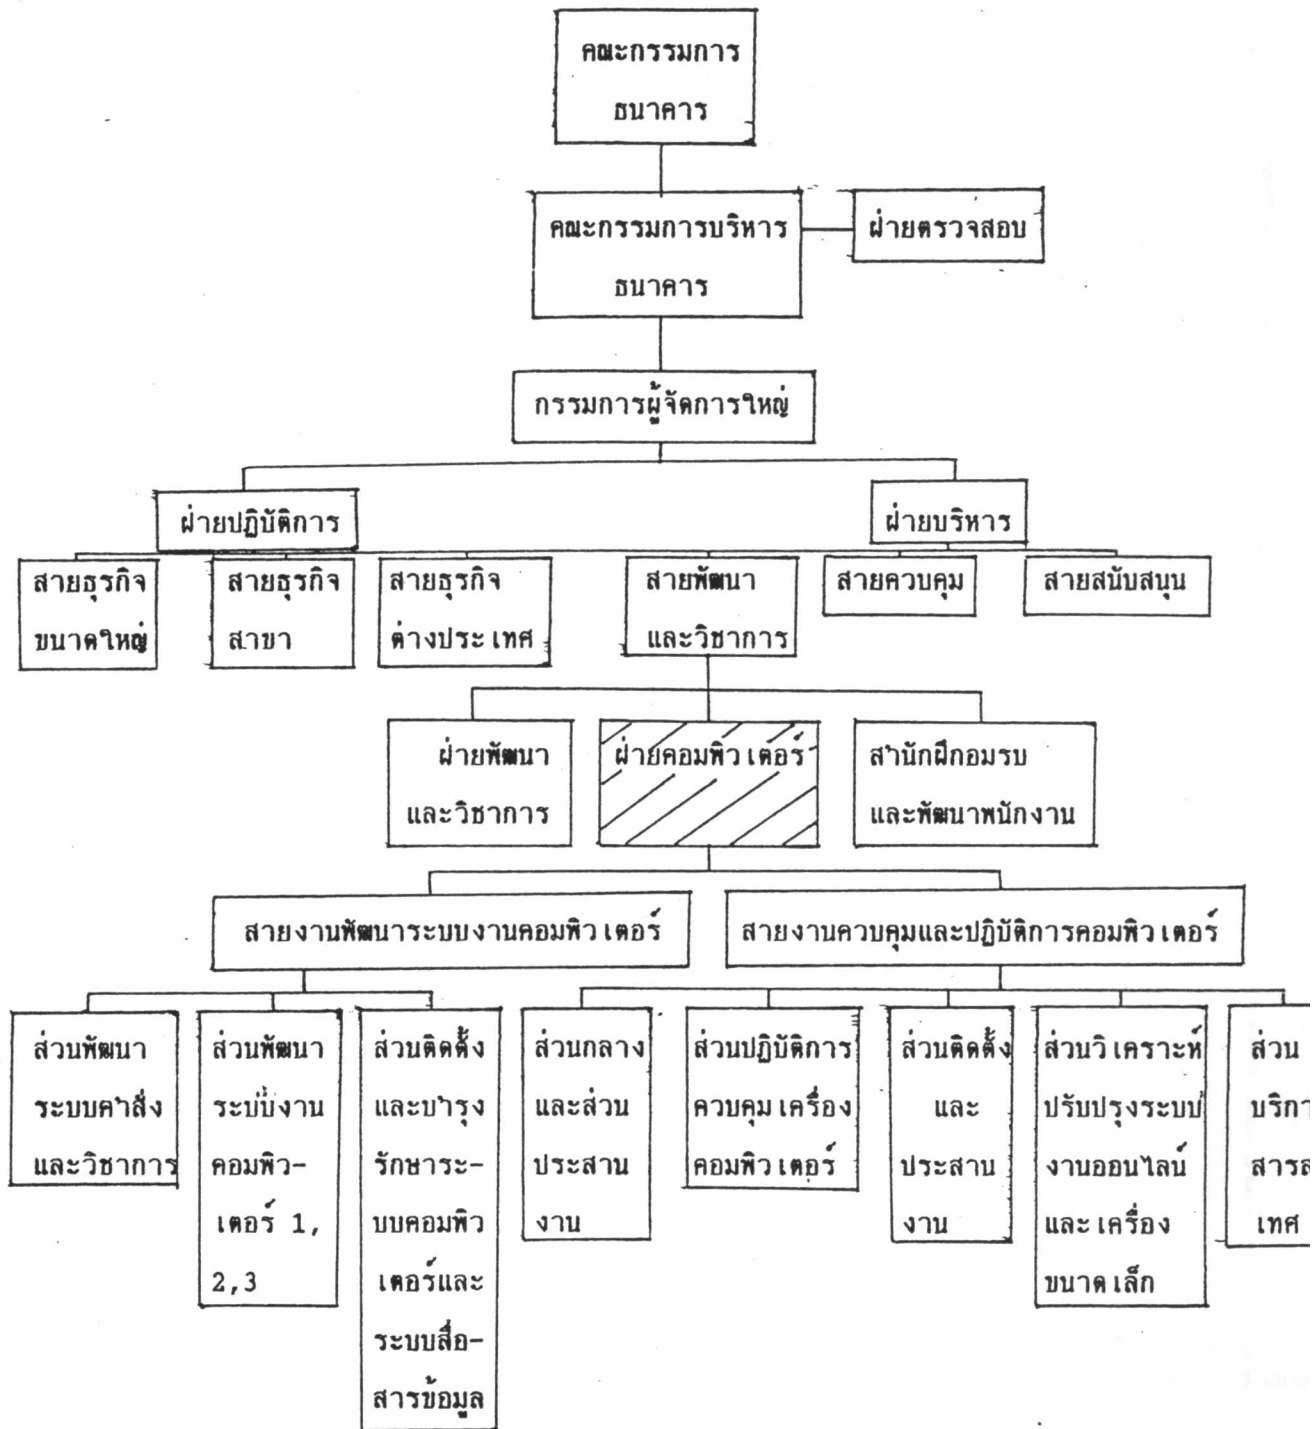 คณะกรรมการ
ธนาคาร
คณะกรรมการบริหาร
ธนาคาร
ฝ่ายตรวจสอบ
กรรมการผู้จัดการใหญ่
ฝ่ายปฏิบัติการ
ฝ่ายบริหาร
สายธุรกิจ
ขนาดใหญ่
สายธุรกิจ
สาขา
สายธุรกิจ
ต่างประเทศ
สายพัฒนา
และวิชาการ
สายควบคุม
สายสนับสนุน
ฝ่ายพัฒนา
และวิชาการ
ฝ่ายคอมพิวเตอร์
สำนักฝึกอมรบ
และพัฒนาพนักงาน
สายงานพัฒนาระบบงานคอมพิวเตอร์
สายงานควบคุมและปฏิบัติการคอมพิวเตอร์
ส่วนพัฒนา
ระบบคำสั่ง
และวิชาการ
ส่วนพัฒนา
ระบบงาน
คอมพิว-
เตอร์ 1,
2,3
ส่วนติดตั้ง
และบำรุง
รักษาระ-
บบคอมพิว
เตอร์และ
ระบบสื่อ-
สารข้อมูล
ส่วนกลาง
และส่วน
ประสาน
งาน
ส่วนปฏิบัติการ
ควบคุมเครื่อง
คอมพิวเตอร์
ส่วนติดตั้ง
และ
ประสาน
งาน
ส่วนวิเคราะห์
ปรับปรุงระบบ
งานออนไลน์
และเครื่อง
ขนาดเล็ก
ส่วน
เทศ